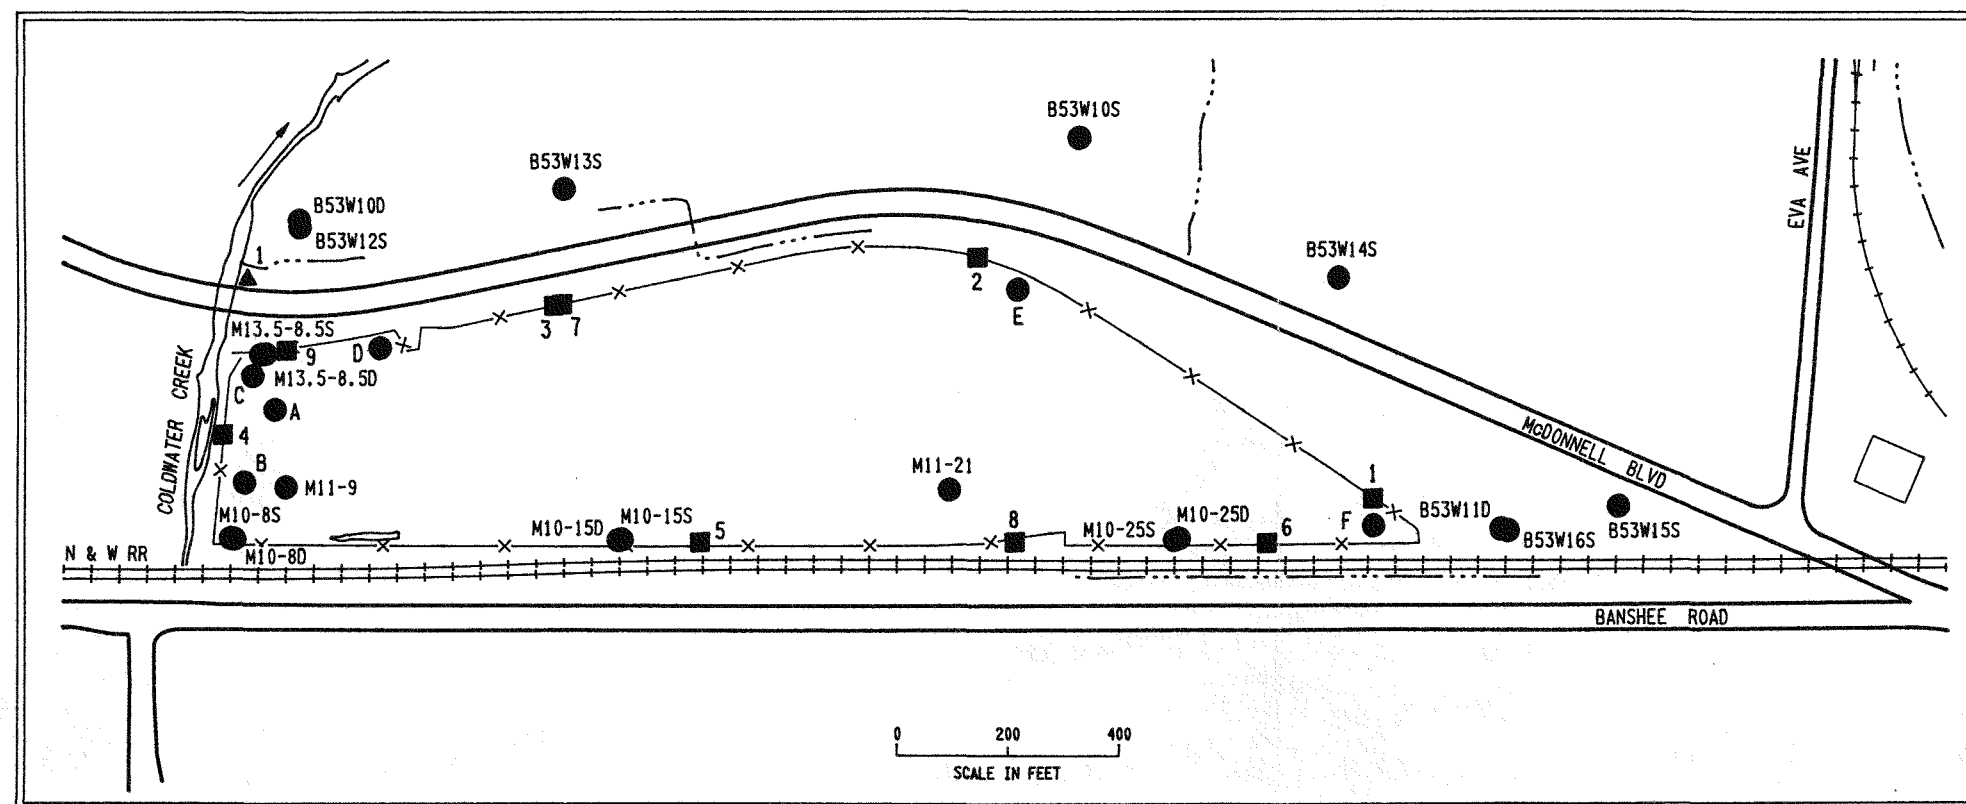 B53W10S
B53W13S
B53W10D
B53W12S
EVA AVE
B53W14S
1
2
E
3 7
M13.5-8.5S
9
D
M13.5-8.5D
C
A
COLDWATER CREEK
4
B
M11-9
McDONNELL BLVD
M11-21
1
M10-8S
M10-15D
M10-15S
5
8
M10-25S
M10-25D
6
F
B53W11D
B53W16S
B53W15S
N & W RR
M10-8D
BANSHEE ROAD
0 200 400
SCALE IN FEET